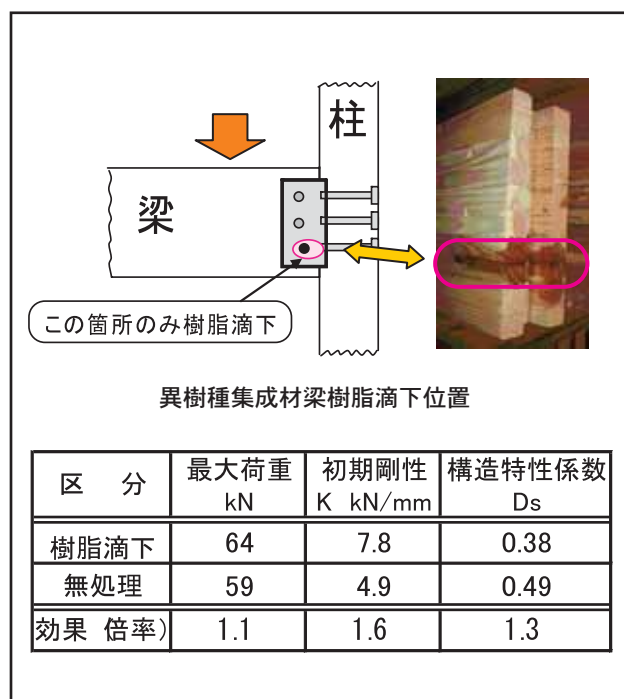 柱
梁
この箇所のみ樹脂滴下
異樹種集成材梁樹脂滴下位置
区 分 最大荷重 kN 初期剛性 K kN/mm 構造特性係数 Ds
樹脂滴下 64 7.8 0.38
無処理 59 4.9 0.49
効果 倍率) 1.1 1.6 1.3